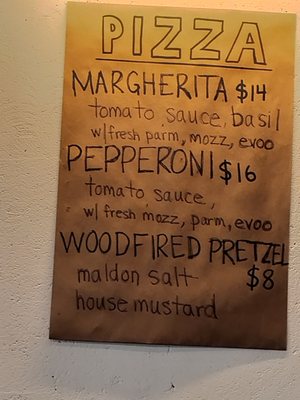 PIZZA
MARGHERITA $14
tomato sauce, basil
w/fresh parm, mozz, evoo
PEPPERONI $16
tomato sauce,
w/ fresh mozz, parm, evoo
WOODFIRED PRETZEL
maldon salt $8
house mustard